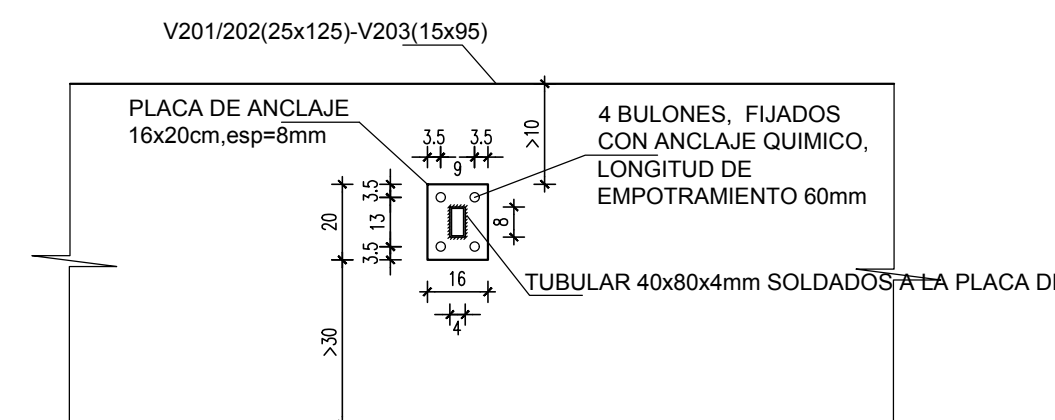 V201/202(25x125)-V203(15x95)
PLACA DE ANCLAJE
16x20cm,esp=8mm
4 BULONES, FIJADOS
CON ANCLAJE QUIMICO,
LONGITUD DE
EMPOTRAMIENTO 60mm
>10
3.5 3.5
9
20
3.5
13
3.5
8
TUBULAR 40x80x4mm SOLDADOS A LA PLACA DE
16
4
>30